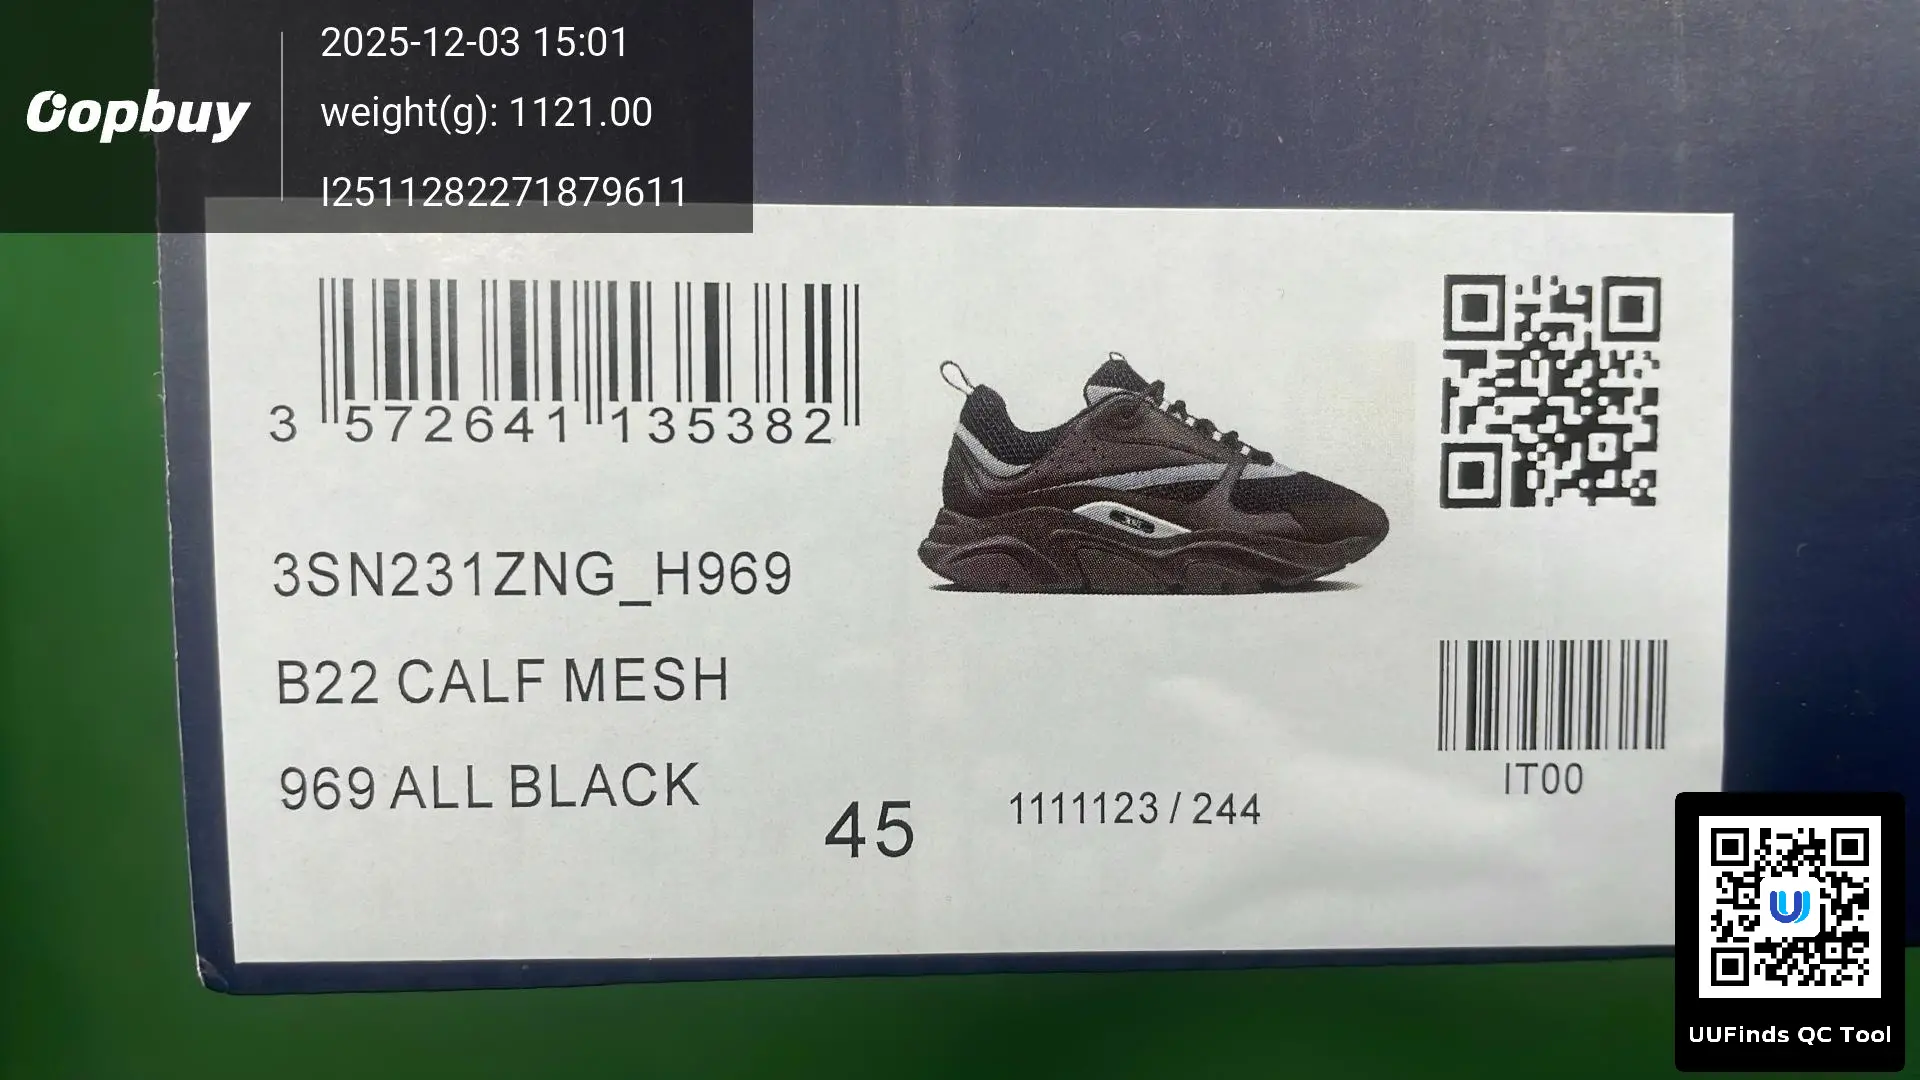 Oopbuy
2025-12-03 15:01
weight(g): 1121.00
I2511282271879611
3 572641 135382
3SN231ZNG_H969
B22 CALF MESH
969 ALL BLACK
45
1111123 / 244
IT00
UUFinds QC Tool